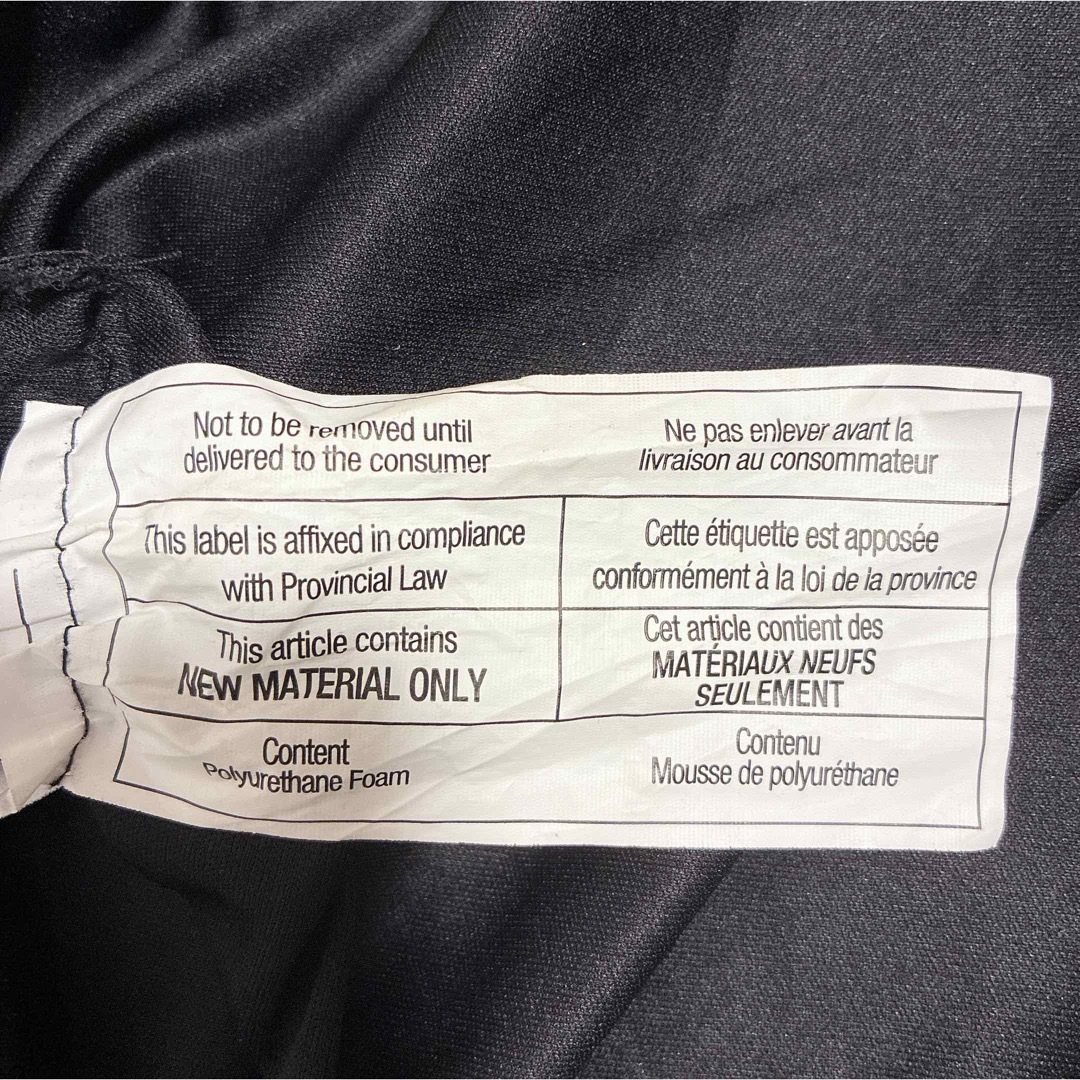 Not to be removed until
delivered to the consumer
Ne pas enlever avant la
livraison au consommateur
This label is affixed in compliance
with Provincial Law
Cette étiquette est apposée
conformément à la loi de la province
This article contains
NEW MATERIAL ONLY
Cet article contient des
MATÉRIAUX NEUFS
SEULEMENT
Content
Polyurethane Foam
Contenu
Mousse de polyuréthane